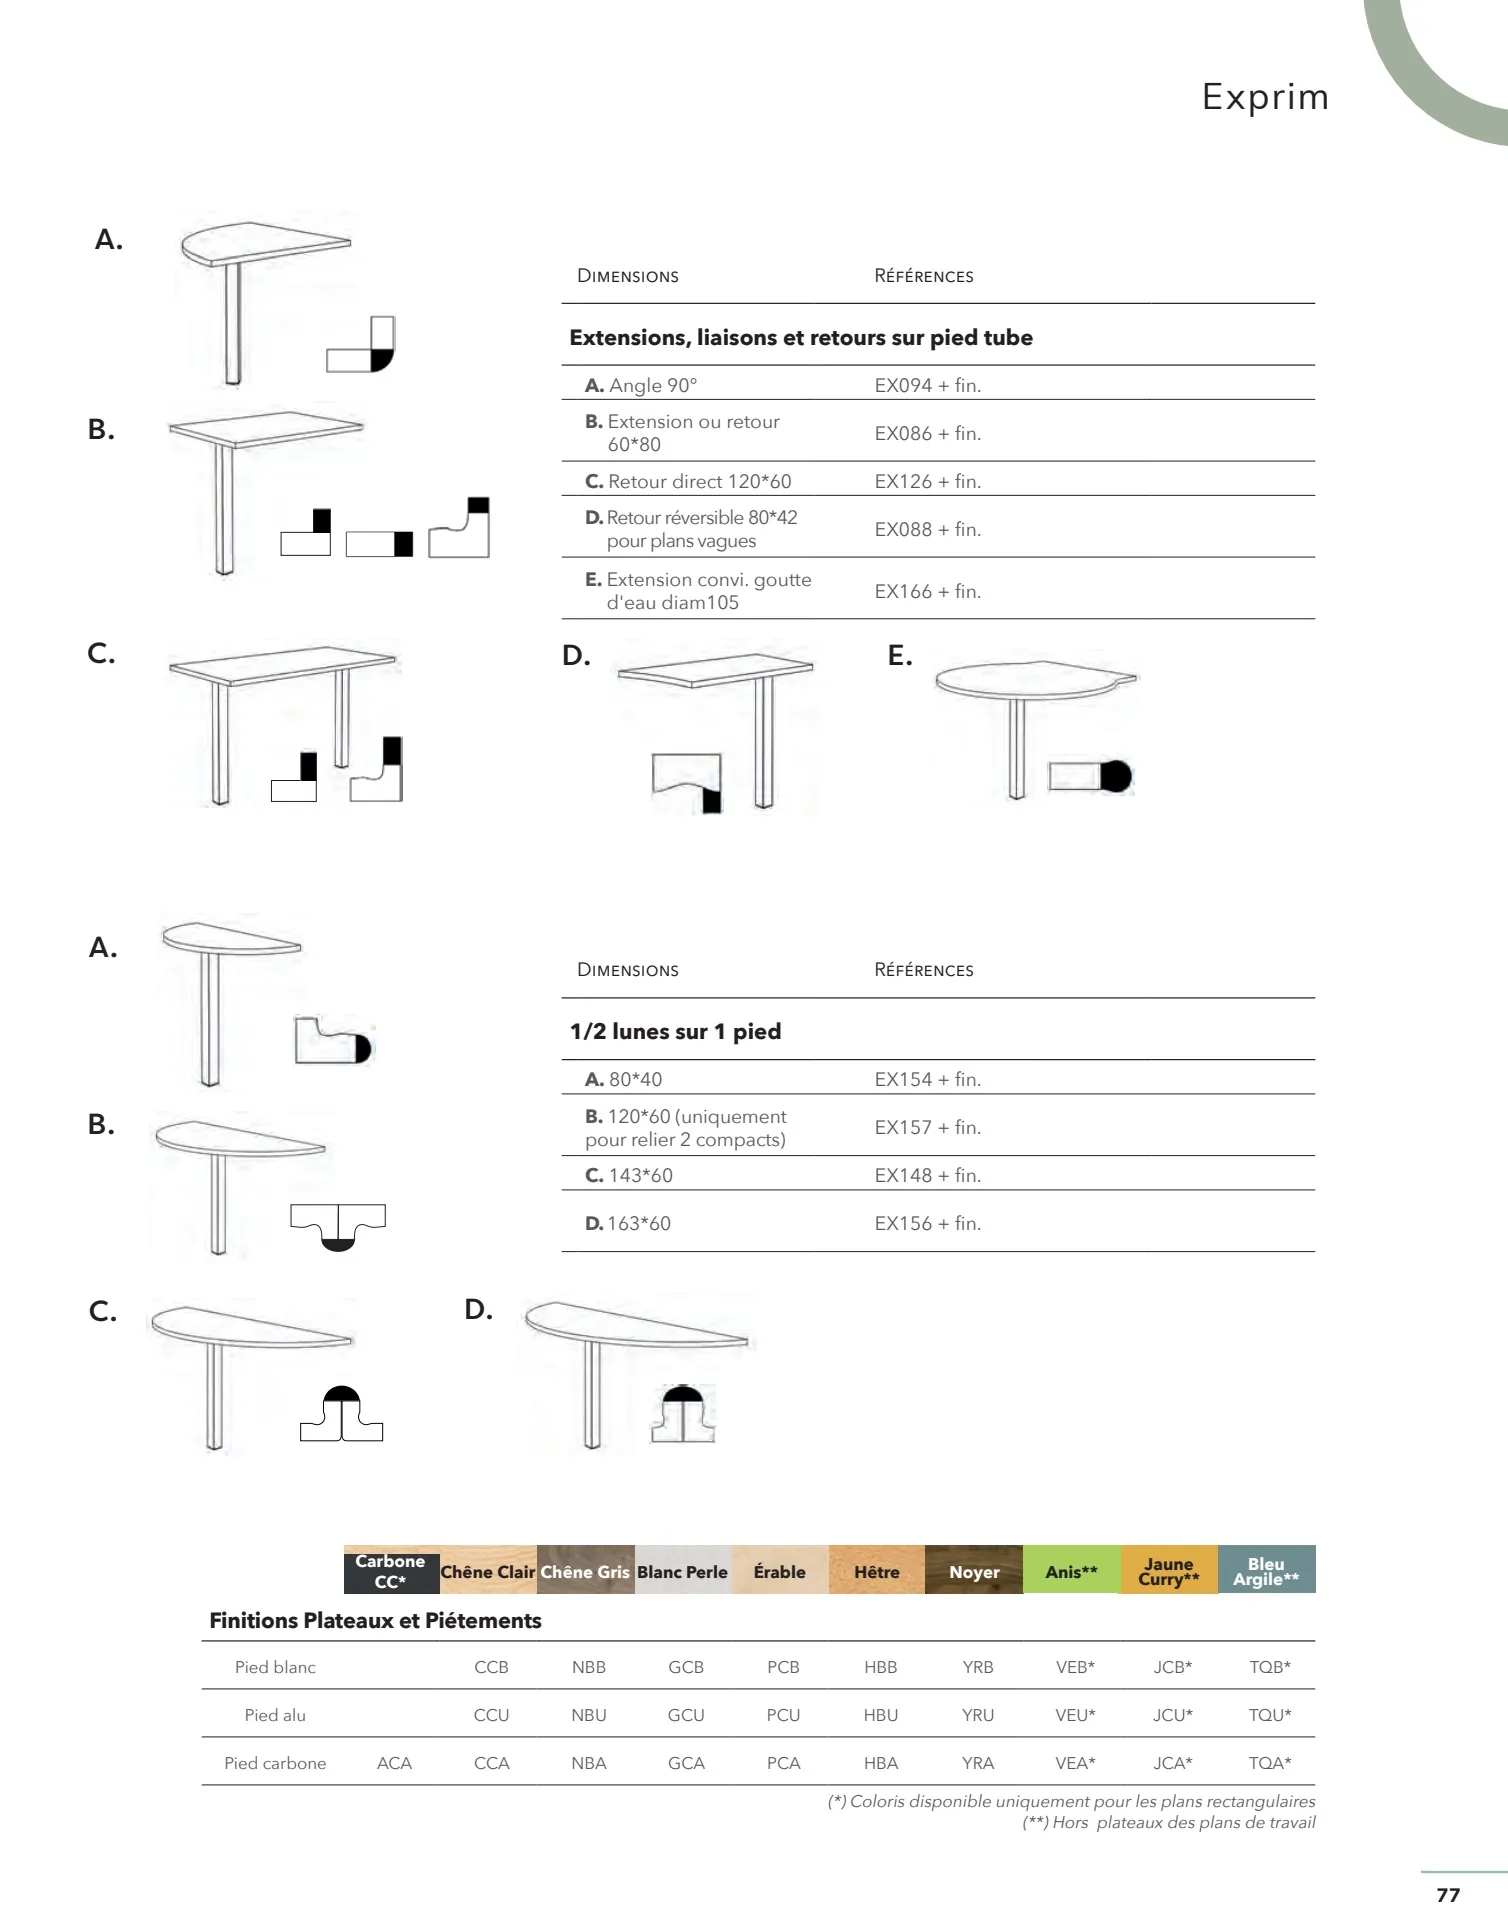 Exprim
A.
B.
DIMENSIONS RÉFÉRENCES
Extensions, liaisons et retours sur pied tube
A. Angle 90° EX094 + fin.
B. Extension ou retour
60*80 EX086 + fin.
C. Retour direct 120*60 EX126 + fin.
D. Retour réversible 80*42
pour plans vagues EX088 + fin.
E. Extension convi. goutte
d'eau diam105 EX166 + fin.
C. D. E.
A.
B.
DIMENSIONS RÉFÉRENCES
1/2 lunes sur 1 pied
A. 80*40 EX154 + fin.
B. 120*60 (uniquement
pour relier 2 compacts) EX157 + fin.
C. 143*60 EX148 + fin.
D. 163*60 EX156 + fin.
C. D.
Carbone
CC* Chêne Clair Chêne Gris Blanc Perle Érable Hêtre Noyer Anis** Jaune
Curry** Bleu
Argile**
Finitions Plateaux et Piétements
Pied blanc CCB NBB GCB PCB HBB YRB VEB* JCB* TQB*
Pied alu CCU NBU GCU PCU HBU YRU VEU* JCU* TQU*
Pied carbone ACA CCA NBA GCA PCA HBA YRA VEA* JCA* TQA*
(*) Coloris disponible uniquement pour les plans rectangulaires
(**) Hors plateaux des plans de travail
77